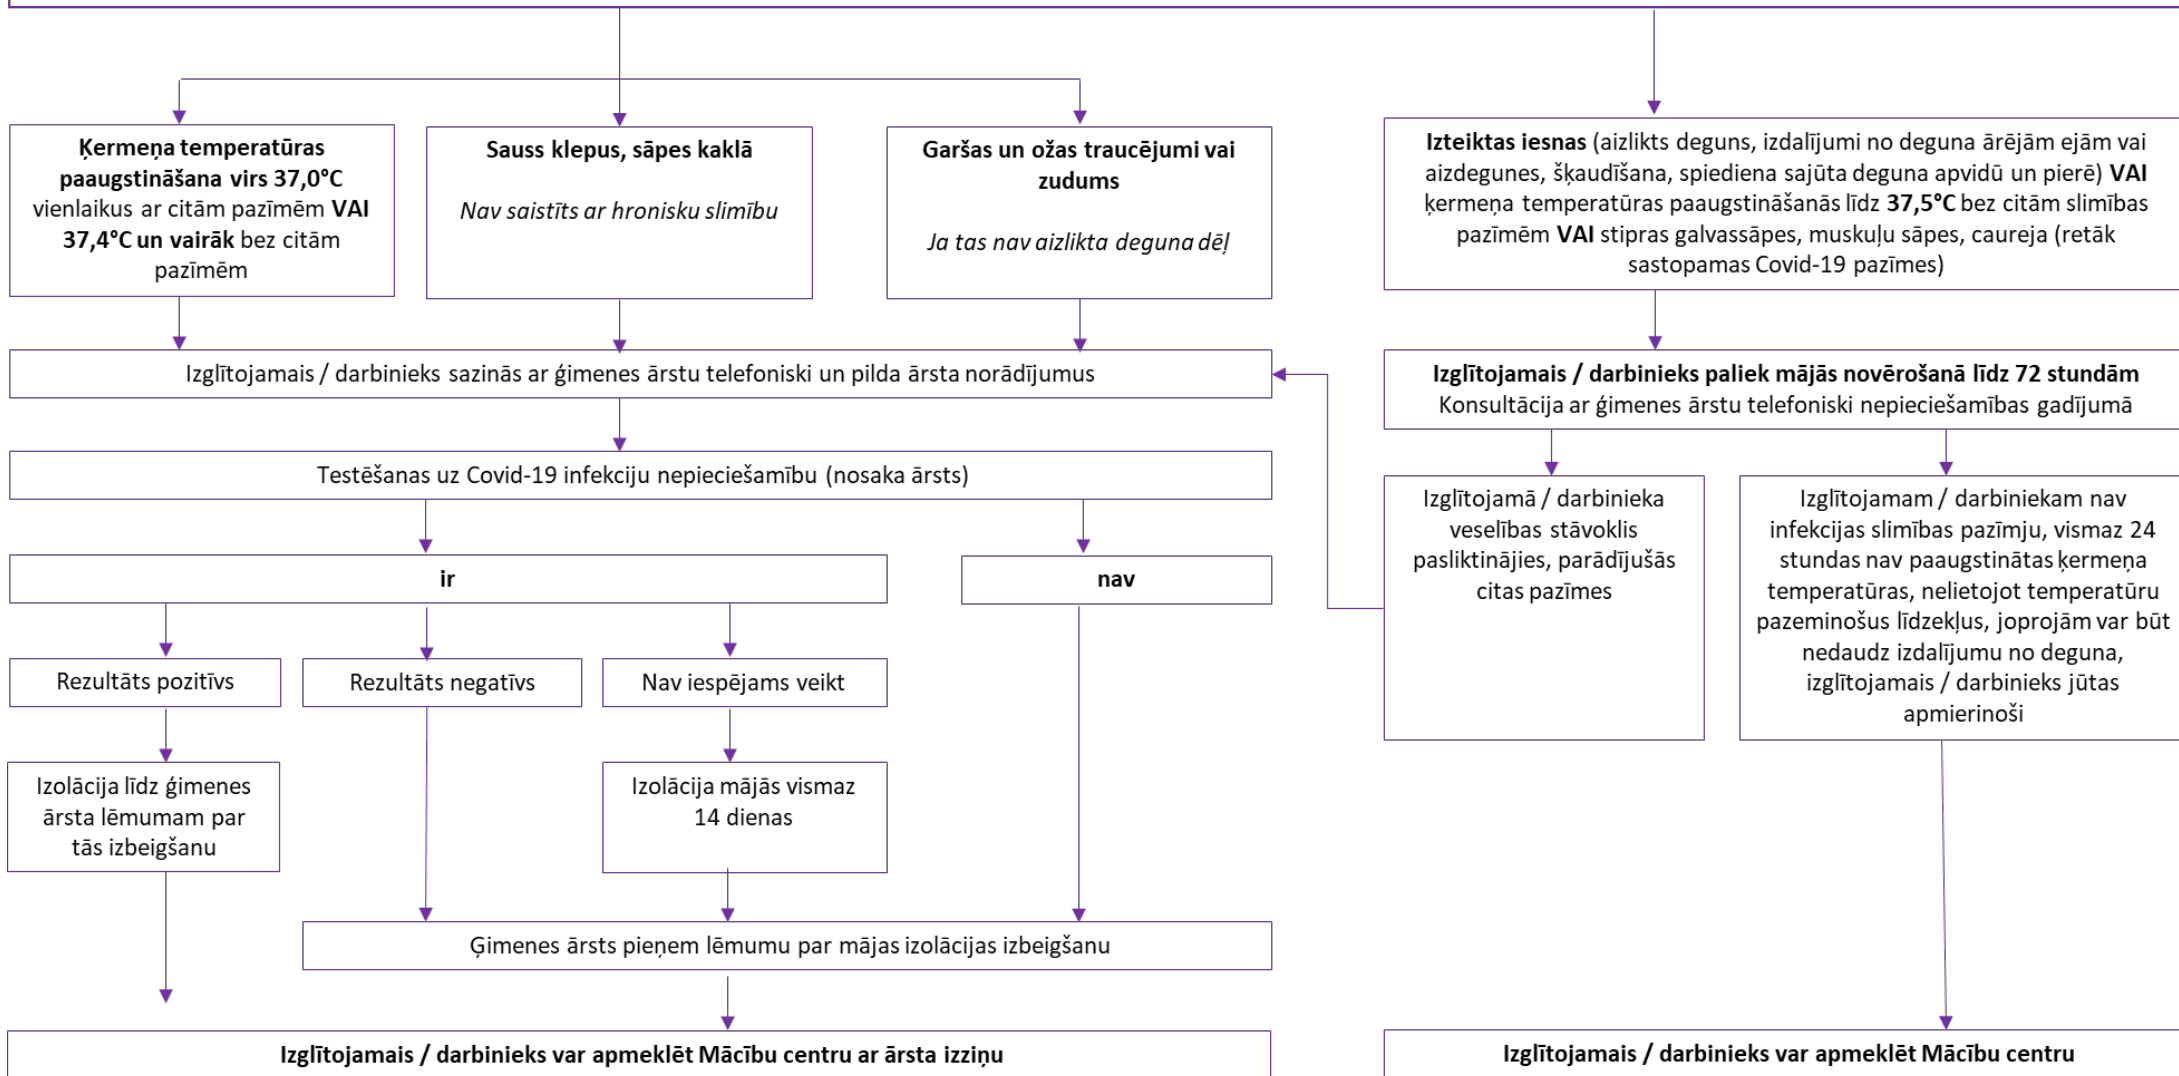 Ķermeņa temperatūras
paaugstināšana virs 37,0°C
vienlaikus ar citām pazīmēm VAI
37,4°C un vairāk bez citām
pazīmēm
Sauss klepus, sāpes kaklā
Nav saistīts ar hronisku slimību
Garšas un ožas traucējumi vai
zudums
Ja tas nav aizlikta deguna dēļ
Izteiktas iesnas (aizlikts deguns, izdalījumi no deguna ārējām ejām vai
aizdegunes, šķaudīšana, spiediena sajūta deguna apvidū un pierē) VAI
ķermeņa temperatūras paaugstināšanās līdz 37,5°C bez citām slimības
pazīmēm VAI stipras galvassāpes, muskuļu sāpes, caureja (retāk
sastopamas Covid-19 pazīmes)
Izglītojamais / darbinieks sazinās ar ģimenes ārstu telefoniski un pilda ārsta norādījumus
Izglītojamais / darbinieks paliek mājās novērošanā līdz 72 stundām
Konsultācija ar ģimenes ārstu telefoniski nepieciešamības gadījumā
Testēšanas uz Covid-19 infekciju nepieciešamību (nosaka ārsts)
Izglītojamā / darbinieka
veselības stāvoklis
pasliktinājies, parādījušās
citas pazīmes
Izglītojamam / darbiniekam nav
infekcijas slimības pazīmju, vismaz 24
stundas nav paaugstinātas ķermeņa
temperatūras, nelietojot temperatūru
pazeminošus līdzekļus, joprojām var būt
nedaudz izdalījumu no deguna,
izglītojamais / darbinieks jūtas
apmierinoši
ir
nav
Rezultāts pozitīvs
Rezultāts negatīvs
Nav iespējams veikt
Izolācija līdz ģimenes
ārsta lēmumam par
tās izbeigšanu
Izolācija mājās vismaz
14 dienas
Ģimenes ārsts pieņem lēmumu par mājas izolācijas izbeigšanu
Izglītojamais / darbinieks var apmeklēt Mācību centru ar ārsta izziņu
Izglītojamais / darbinieks var apmeklēt Mācību centru